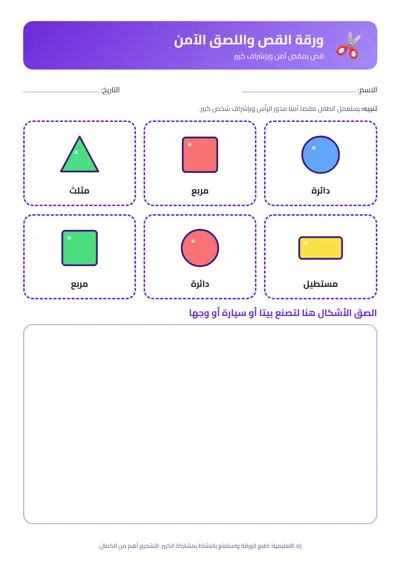 ورقة القص واللصق الآمن
قص بمقص آمن وبإشراف كبير
الاسم:
التاريخ:
تنبيه: يستعمل الطفل مقصا آمنا مدور الرأس وبإشراف شخص كبير.
دائرة
مربع
مثلث
مستطيل
دائرة
مربع
الصق الأشكال هنا لتصنع بيتا أو سيارة أو وجها
زاد التعليمية: اطبع الورقة واستمتع بالنشاط بمشاركة الكبير. التشجيع أهم من الكمال.